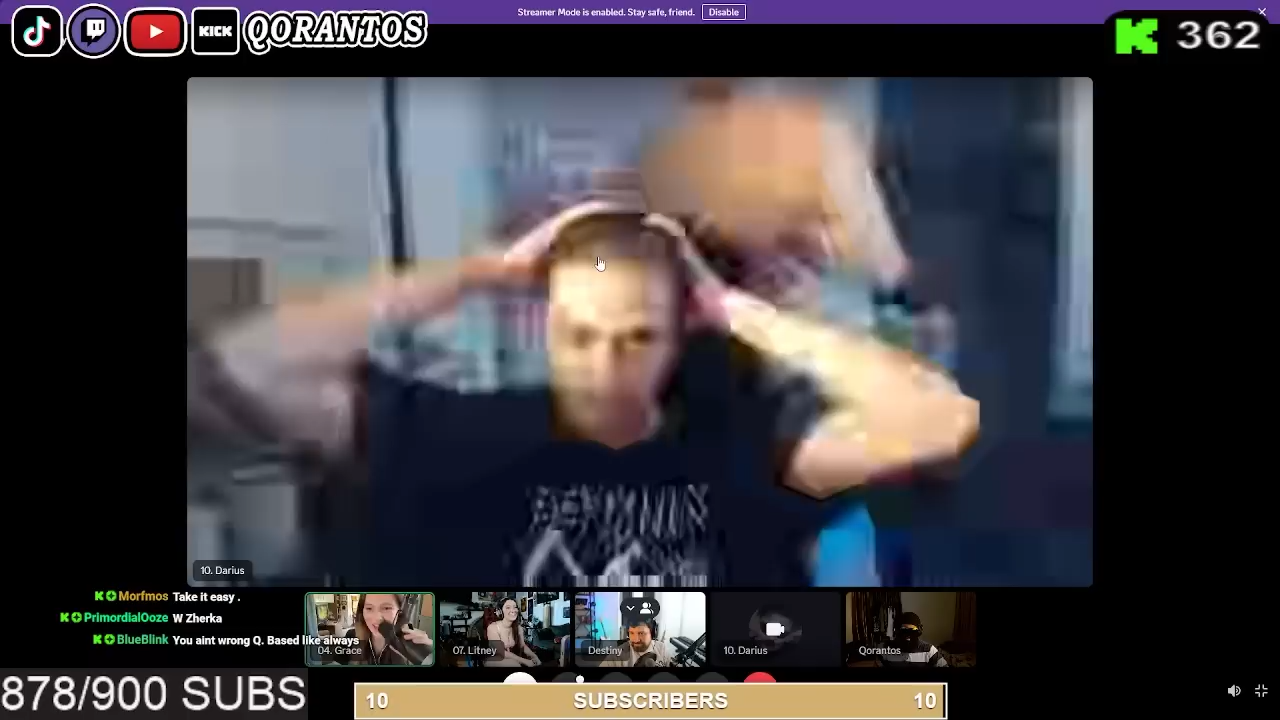 Streamer Mode is enabled. Stay safe, friend. Disable
KICK QORANTOS
362
10. Darius
Morfmos Take it easy .
PrimordialOoze W Zherka
BlueBlink You aint wrong Q. Based like always
04. Grace
07. Litney
Destiny
10. Darius
Qorantos
878/900 SUBS
10 SUBSCRIBERS 10